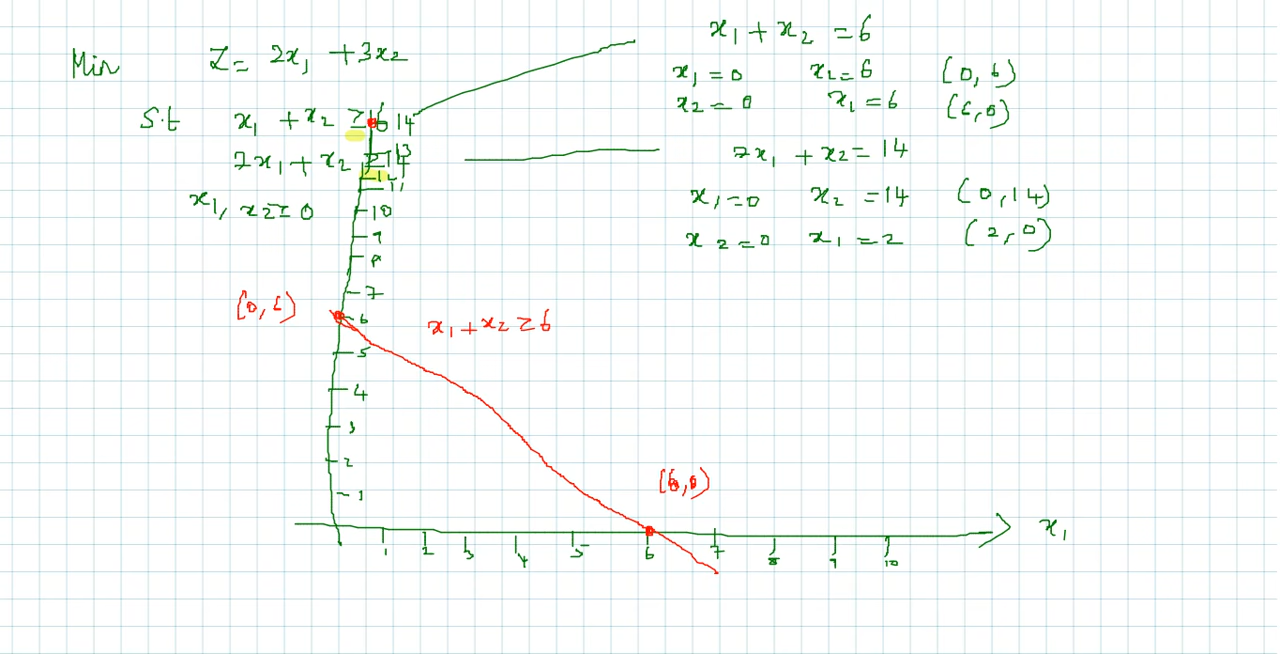 Min Z = 2x₁ + 3x₂
S.t x₁ + x₂ ≥ 6
7x₁ + x₂ ≥ 14
x₁, x₂ ≥ 0
x₁ + x₂ = 6
x₁ = 0 x₂ = 6 (0, 6)
x₂ = 0 x₁ = 6 (6, 0)
7x₁ + x₂ = 14
x₁ = 0 x₂ = 14 (0, 14)
x₂ = 0 x₁ = 2 (2, 0)
14
13
11
10
9
8
7
6
5
4
3
2
1
(0, 6)
x₁ + x₂ ≥ 6
(6, 0)
1 2 3 4 5 6 7 8 9 10
x₁